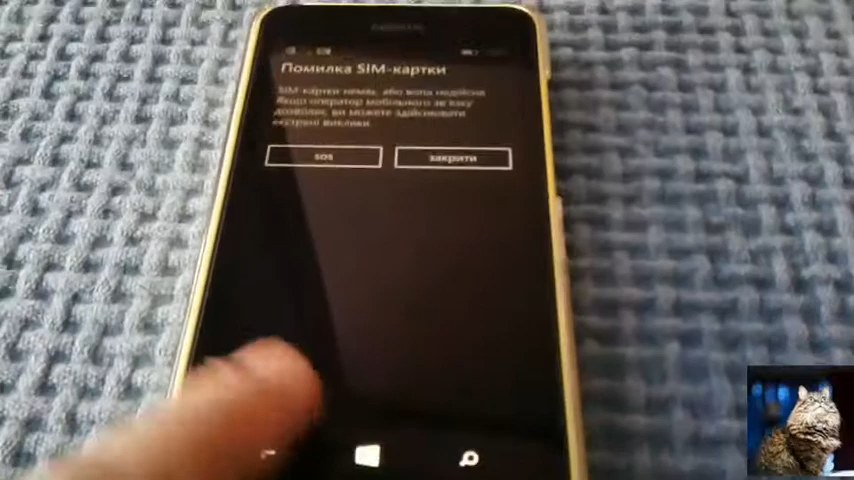 NOKIA
Помилка SIM-картки
SIM-картки немає, або вона недійсна
Якщо оператор мобільного зв'язку
дозволяє, ви можете здійснювати
екстрені виклики.
sos
закрити